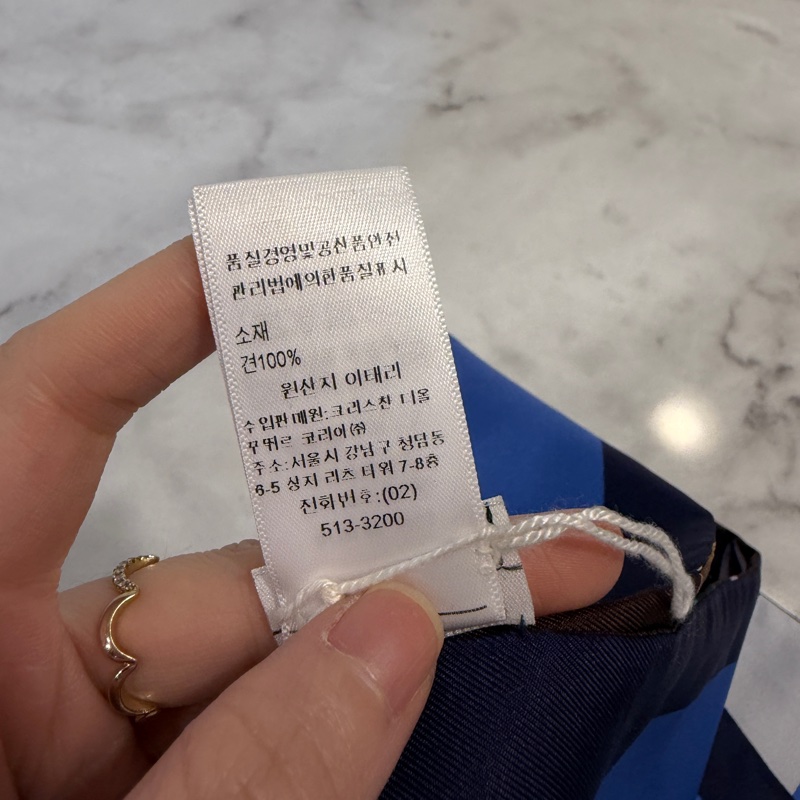 품질경영및공산품안전
관리법에의한품질표시
소재
견100%
원산지 이태리
수입판매원:크리스챤 디올
꾸뛰르 코리아㈜
주소:서울시 강남구 청담동
6-5 상지 리츠 타워 7-8층
전화번호:(02)
513-3200